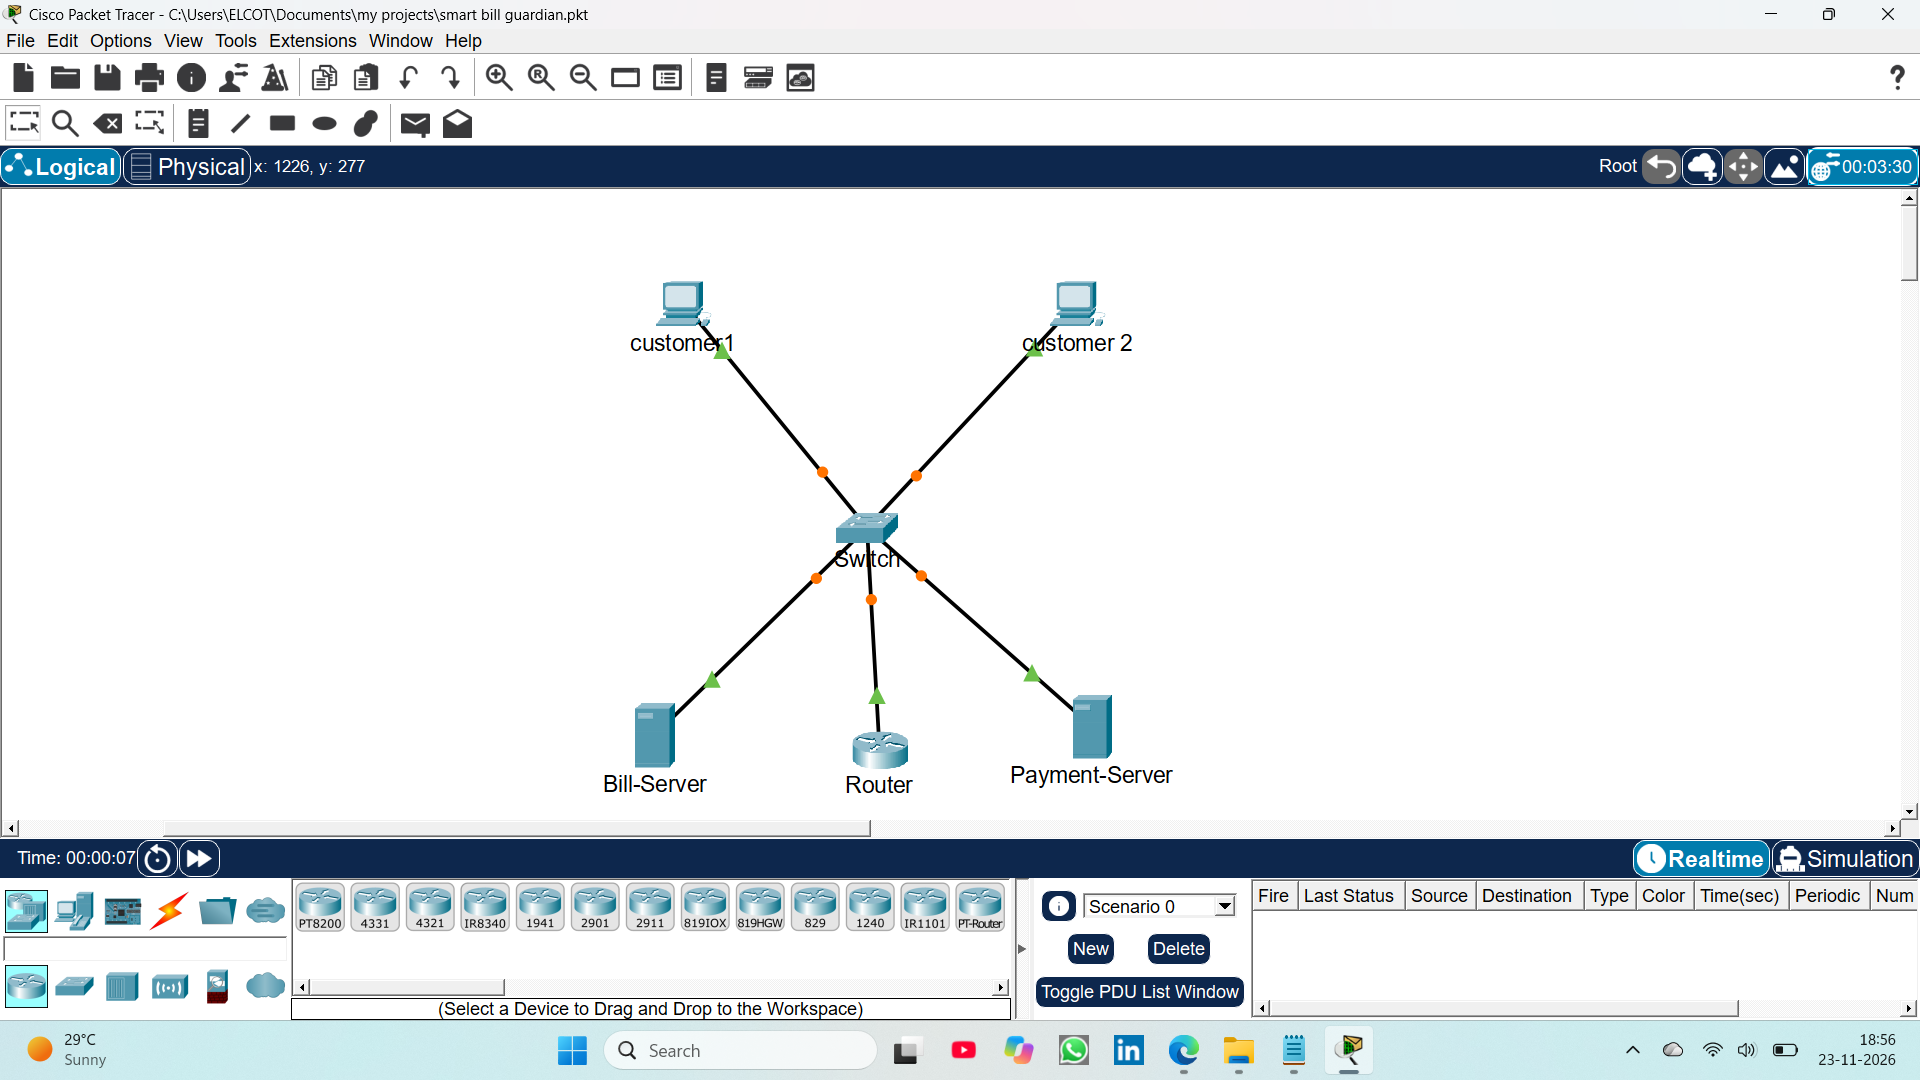 Cisco Packet Tracer - C:\Users\ELCOT\Documents\my projects\smart bill guardian.pkt
File Edit Options View Tools Extensions Window Help
Logical Physical x: 1226, y: 277 Root 00:03:30
customer1 customer 2
Switch
Bill-Server Router Payment-Server
Time: 00:00:07 Realtime Simulation
PT8200 4331 4321 IR8340 1941 2901 2911 819IOX 819HGW 829 1240 IR1101 PT-Router
(Select a Device to Drag and Drop to the Workspace)
Scenario 0
New Delete
Toggle PDU List Window
Fire Last Status Source Destination Type Color Time(sec) Periodic Num
29°C
Sunny
Search
18:56
23-11-2026